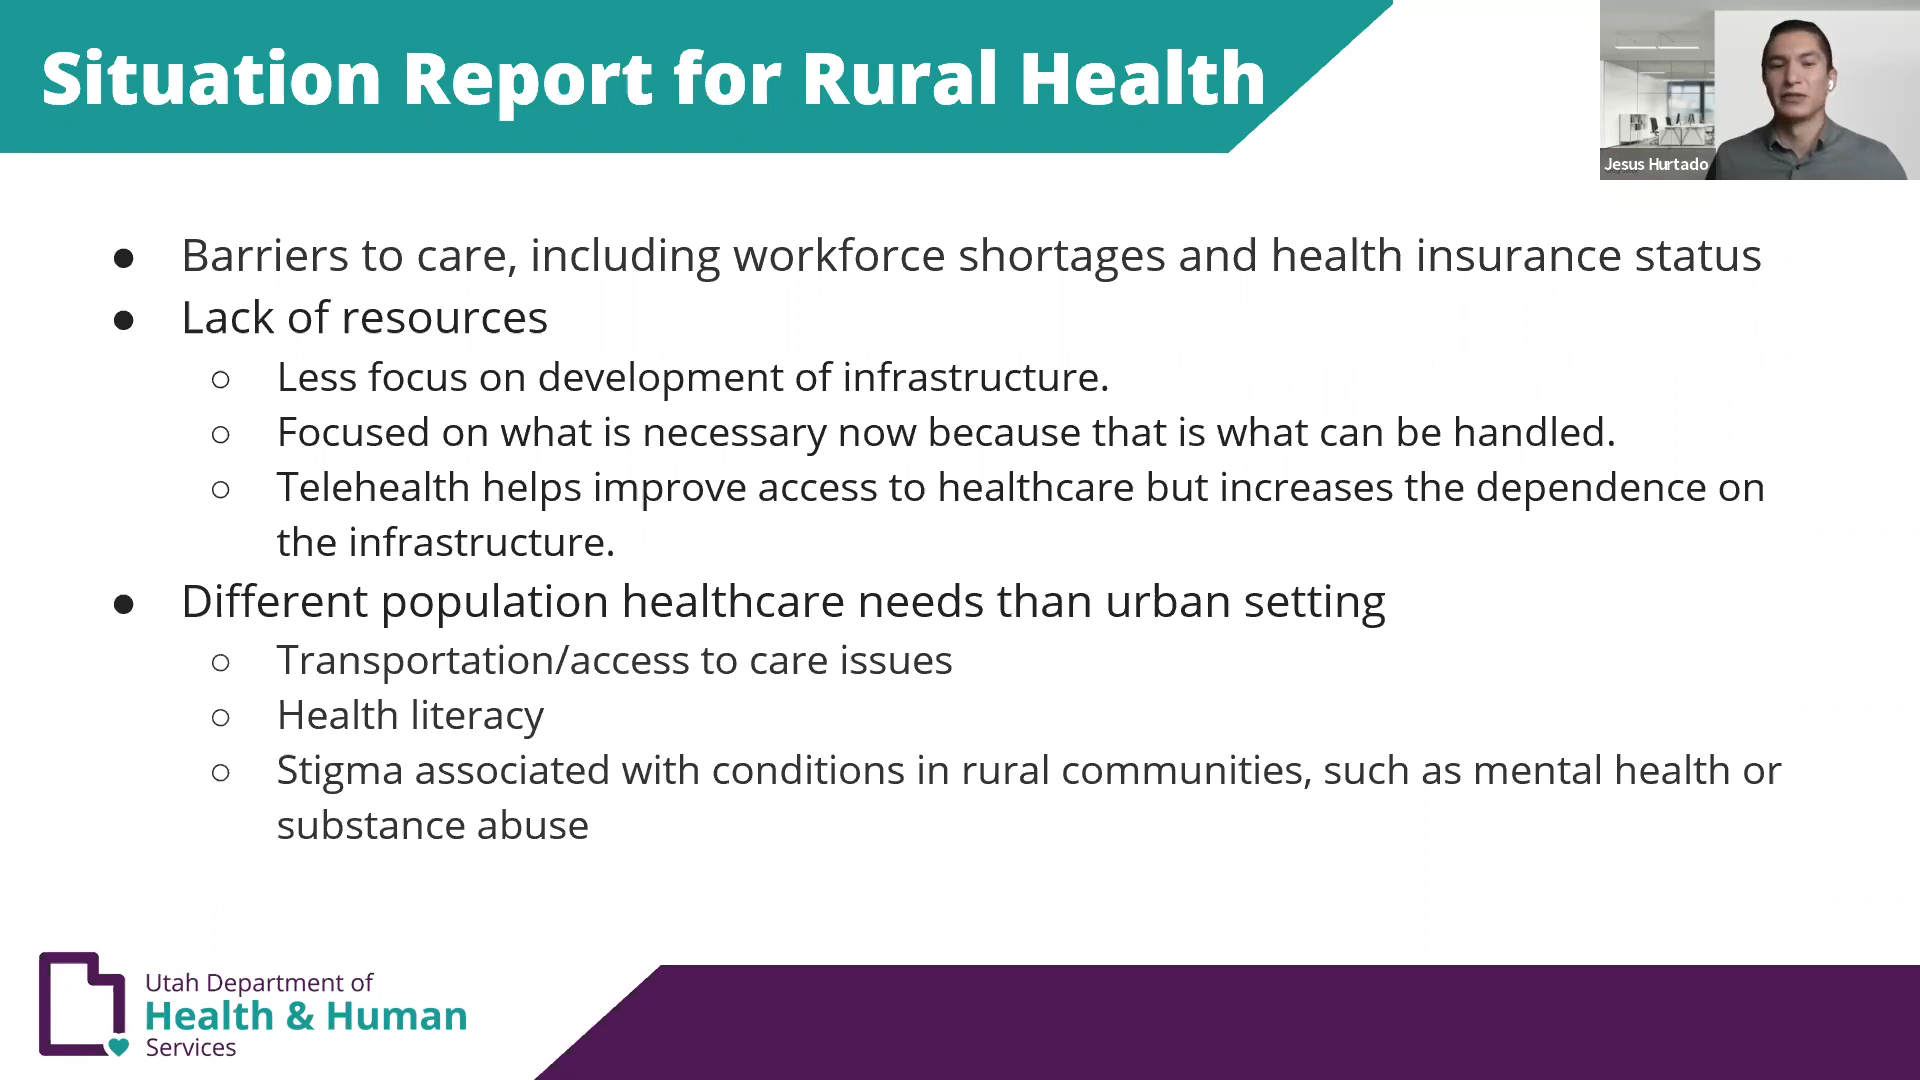 Situation Report for Rural Health
Jesus Hurtado
● Barriers to care, including workforce shortages and health insurance status
● Lack of resources
○ Less focus on development of infrastructure.
○ Focused on what is necessary now because that is what can be handled.
○ Telehealth helps improve access to healthcare but increases the dependence on
the infrastructure.
● Different population healthcare needs than urban setting
○ Transportation/access to care issues
○ Health literacy
○ Stigma associated with conditions in rural communities, such as mental health or
substance abuse
Utah Department of
Health & Human
Services